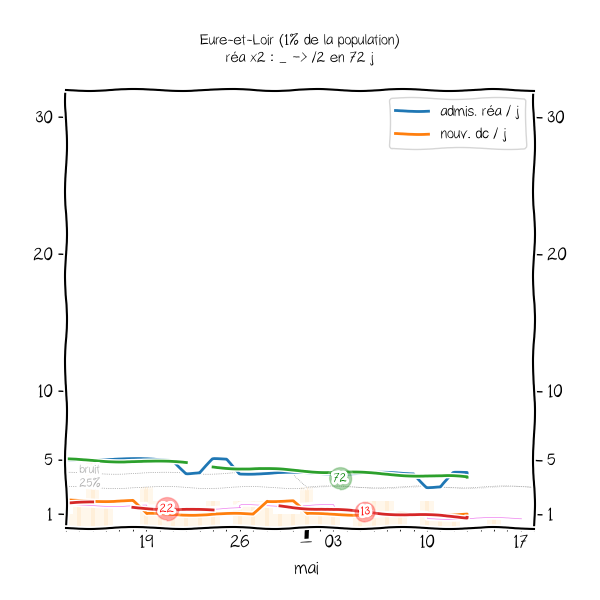 Eure-et-Loir (1% de la population)
réa x2 : _ -> /2 en 72 j
admis. réa / j
nouv. dc / j
30 30
20 20
10 10
5 5
bruit
25%
72
22
13
1 1
19 26 03 10 17
mai